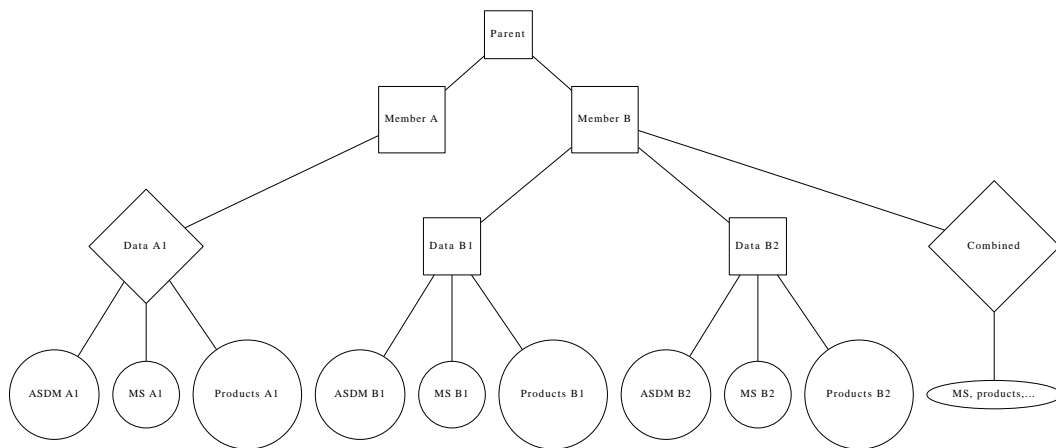 Parent
Member A
Member B
Data A1
Data B1
Data B2
Combined
ASDM A1
MS A1
Products A1
ASDM B1
MS B1
Products B1
ASDM B2
MS B2
Products B2
MS, products,...